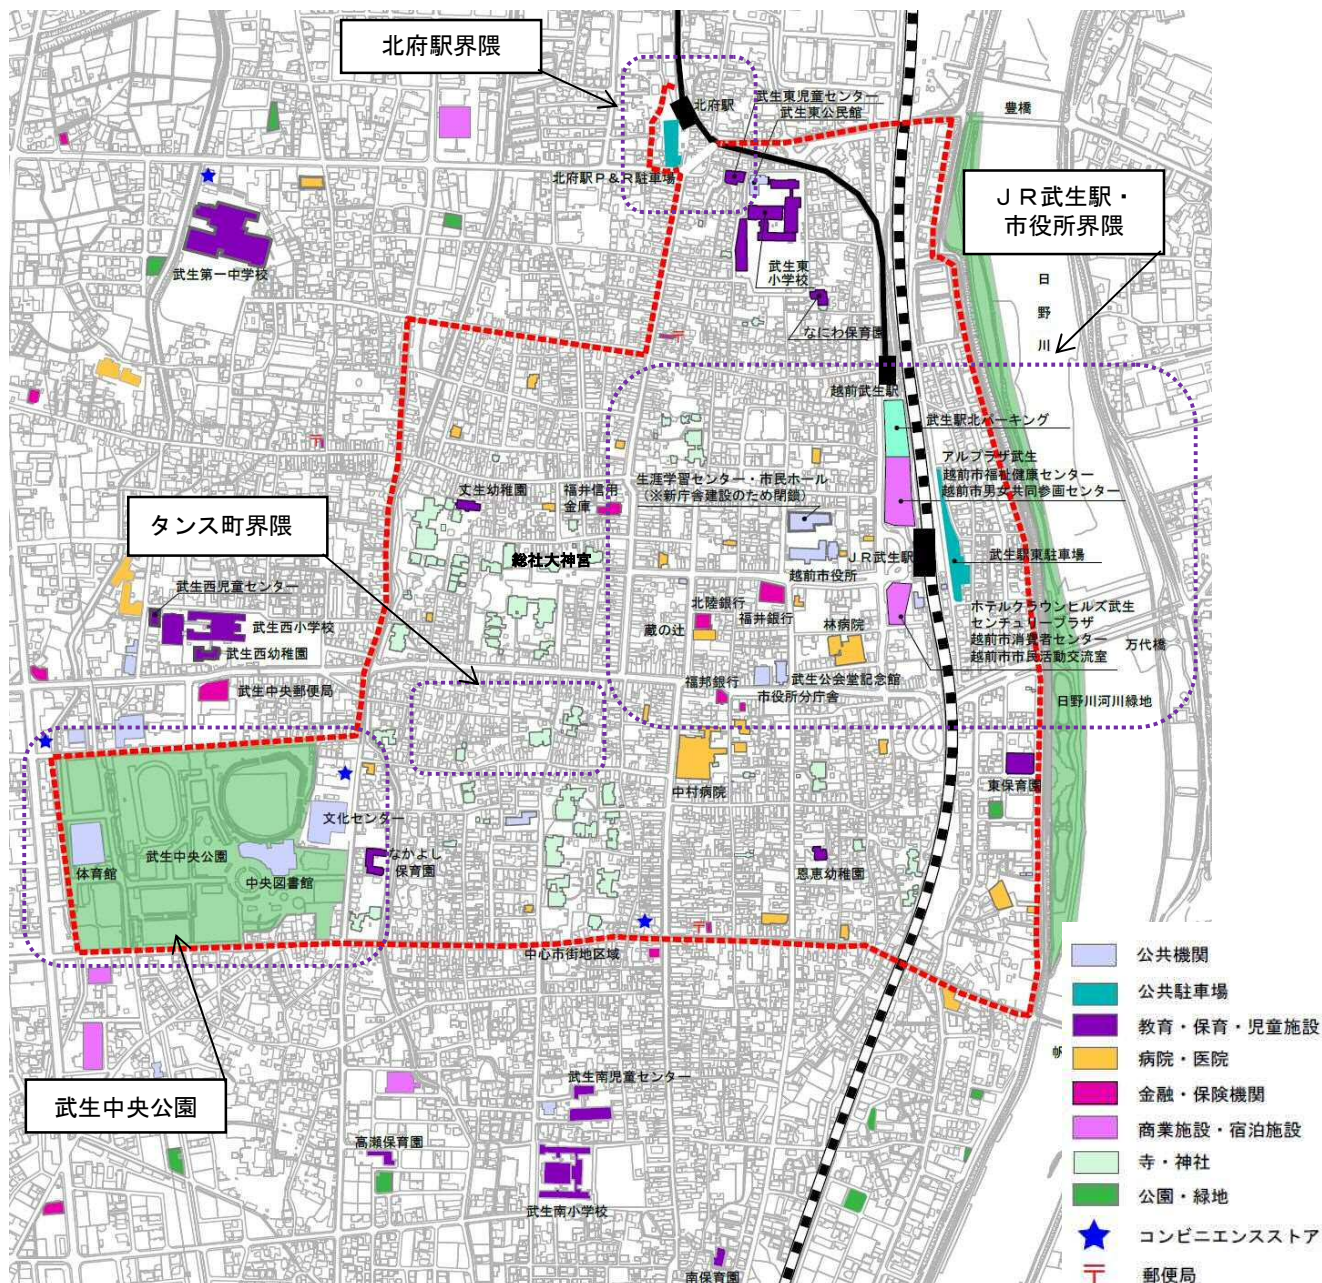 北府駅界隈
武生東児童センター
北府駅
武生東公民館
豊橋
北府駅P&R駐車場
JR武生駅・
市役所界隈
武生第一中学校
武生東
小学校
日野川
なにわ保育園
越前武生駅
武生駅北パーキング
アルプラザ武生
越前市福祉健康センター
越前市男女共同参画センター
生涯学習センター・市民ホール
(※新庁舎建設のため閉鎖)
丈生幼稚園
福井信用
金庫
タンス町界隈
総社大神宮
JR武生駅
武生駅東駐車場
越前市役所
武生西児童センター
北陸銀行
福井銀行
ホテルクラウンヒルズ武生
センチュリープラザ
越前市消費者センター
越前市市民活動交流室
武生西小学校
蔵の辻
林病院
万代橋
武生西幼稚園
福邦銀行
武生公会堂記念館
市役所分庁舎
武生中央郵便局
日野川河川緑地
中村病院
東保育園
文化センター
武生中央公園
なかよし
保育園
体育館
中央図書館
恩恵幼稚園
中心市街地区域
公共機関
公共駐車場
教育・保育・児童施設
帆
病院・医院
武生南児童センター
金融・保険機関
武生中央公園
商業施設・宿泊施設
高瀬保育園
寺・神社
公園・緑地
武生南小学校
コンビニエンスストア
〒 郵便局
南保育園